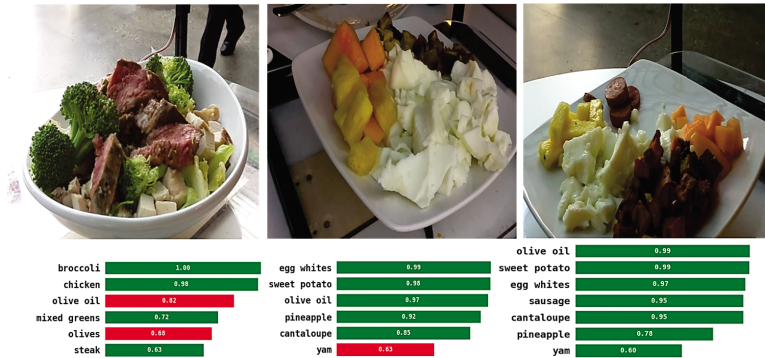 broccoli 1.00
chicken 0.98
olive oil 0.82
mixed greens 0.72
olives 0.68
steak 0.63
egg whites 0.99
sweet potato 0.98
olive oil 0.97
pineapple 0.92
cantaloupe 0.85
yam 0.63
olive oil 0.99
sweet potato 0.99
egg whites 0.97
sausage 0.95
cantaloupe 0.95
pineapple 0.78
yam 0.60